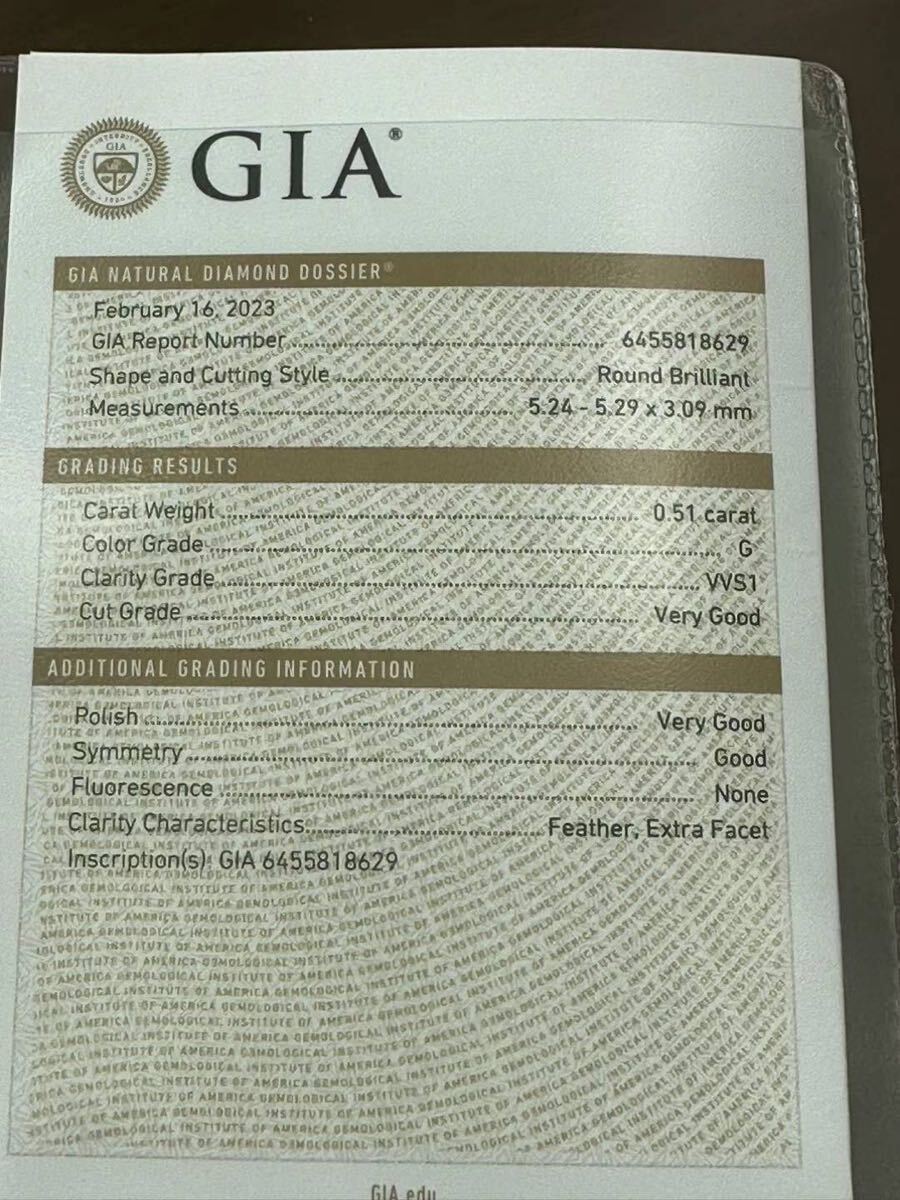 GIA®
GIA
GIA NATURAL DIAMOND DOSSIER®
February 16, 2023
GIA Report Number 6455818629
Shape and Cutting Style Round Brilliant
Measurements 5.24 - 5.29 x 3.09 mm
GRADING RESULTS
Carat Weight 0.51 carat
Color Grade G
Clarity Grade VVS1
Cut Grade Very Good
ADDITIONAL GRADING INFORMATION
Polish Very Good
Symmetry Good
Fluorescence None
Clarity Characteristics Feather, Extra Facet
Inscription(s): GIA 6455818629
GIA.edu